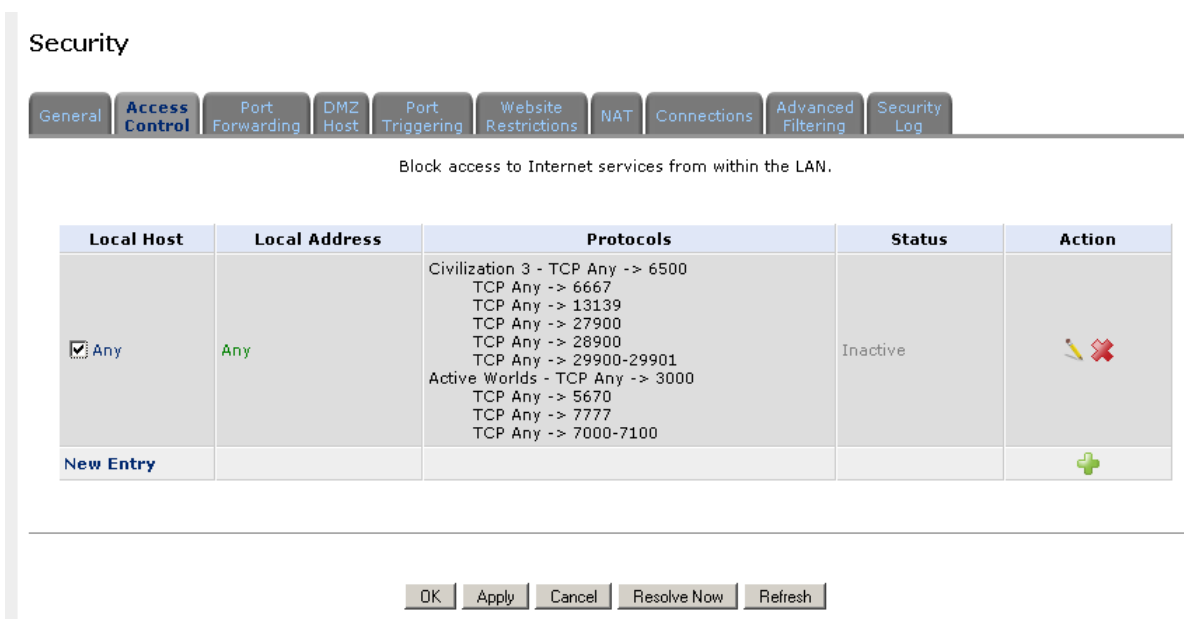 Security
General
Access Control
Port Forwarding
DMZ Host
Port Triggering
Website Restrictions
NAT
Connections
Advanced Filtering
Security Log
Block access to Internet services from within the LAN.
Local Host Local Address Protocols Status Action
Civilization 3 - TCP Any -> 6500
TCP Any -> 6667
TCP Any -> 13139
TCP Any -> 27900
TCP Any -> 28900
Any Any Inactive
TCP Any -> 29900-29901
Active Worlds - TCP Any -> 3000
TCP Any -> 5670
TCP Any -> 7777
TCP Any -> 7000-7100
New Entry
OK Apply Cancel Resolve Now Refresh